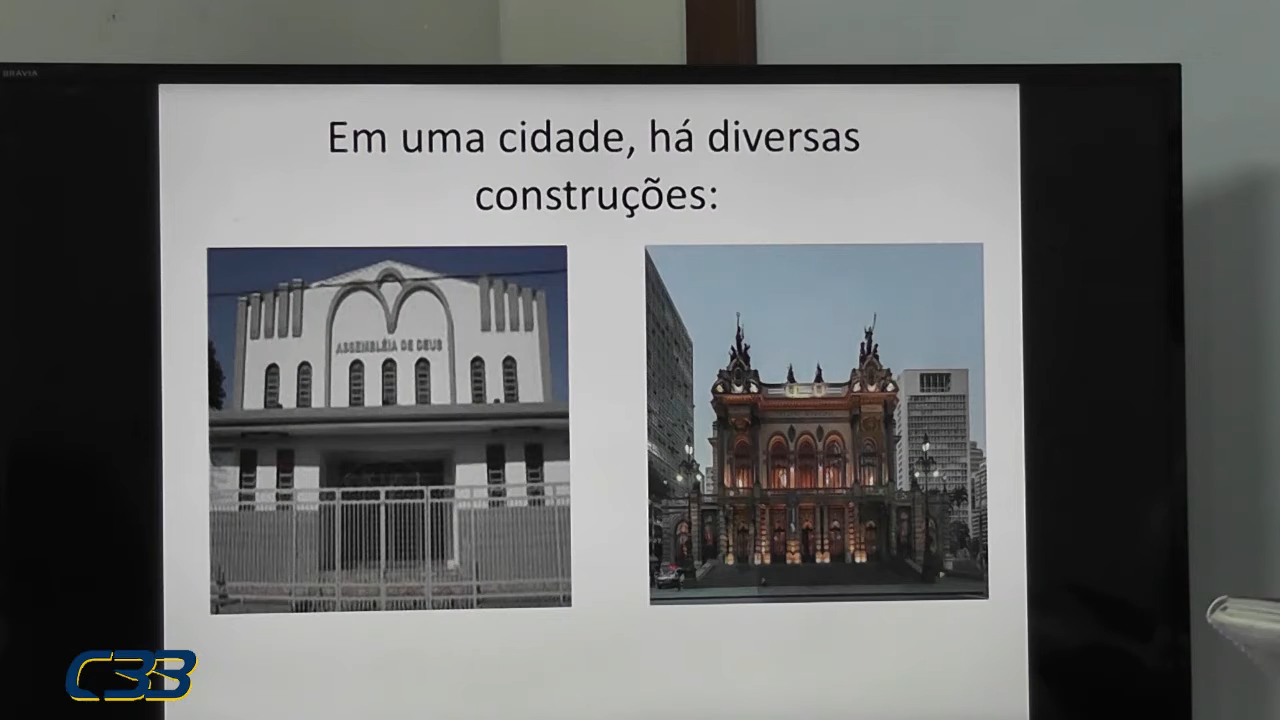 BRAVIA
Em uma cidade, há diversas
construções:
ASSEMBLÉIA DE DEUS
CBB